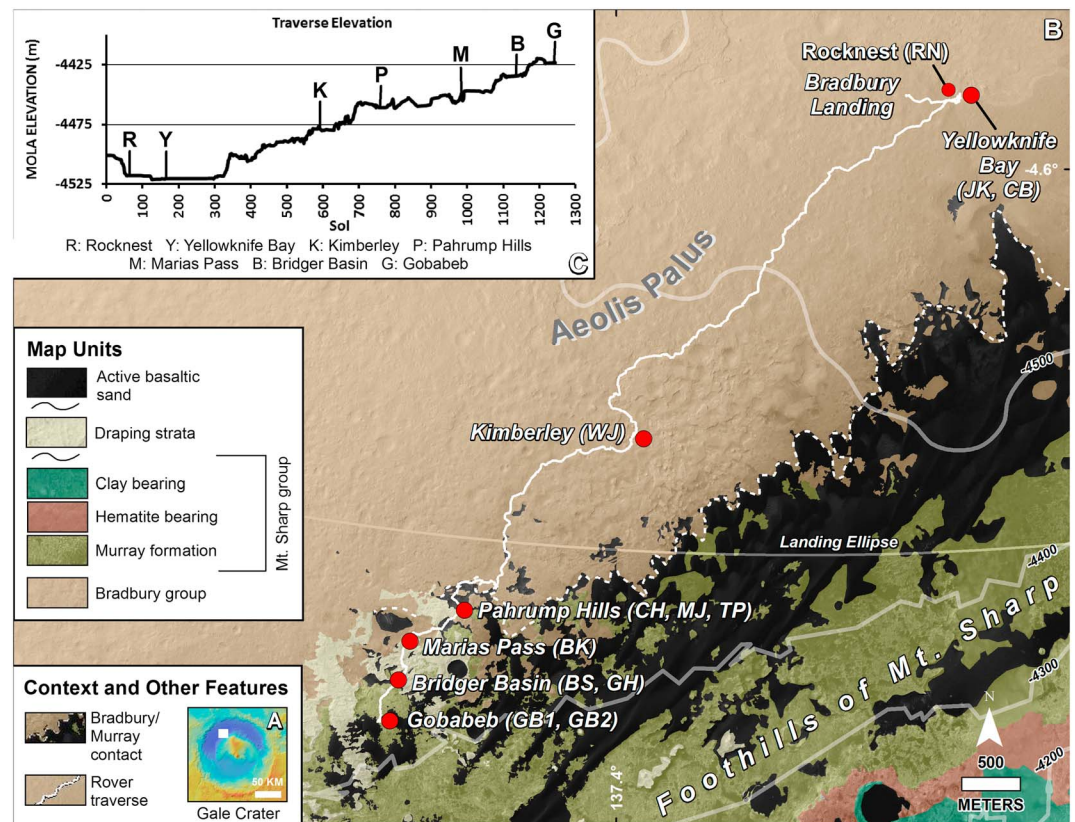 Traverse Elevation
MOLA ELEVATION (m)
-4425
-4475
-4525
R
Y
K
P
M
B
G
0
100
200
300
400
500
600
700
800
900
1000
1100
1200
1300
Sol
R: Rocknest Y: Yellowknife Bay K: Kimberley P: Pahrump Hills
M: Marias Pass B: Bridger Basin G: Gobabeb
C
B
Rocknest (RN)
Bradbury
Landing
Yellowknife
Bay
(JK, CB)
-4.6°
Aeolis Palus
-4500
Kimberley (WJ)
Landing Ellipse
-4400
Pahrump Hills (CH, MJ, TP)
Marias Pass (BK)
Bridger Basin (BS, GH)
Gobabeb (GB1, GB2)
Foothills of Mt. Sharp
-4300
-4200
137.4°
N
500
METERS
Map Units
Active basaltic
sand
Draping strata
Clay bearing
Hematite bearing
Murray formation
Mt. Sharp group
Bradbury group
Context and Other Features
Bradbury/
Murray
contact
Rover
traverse
A
50 KM
Gale Crater